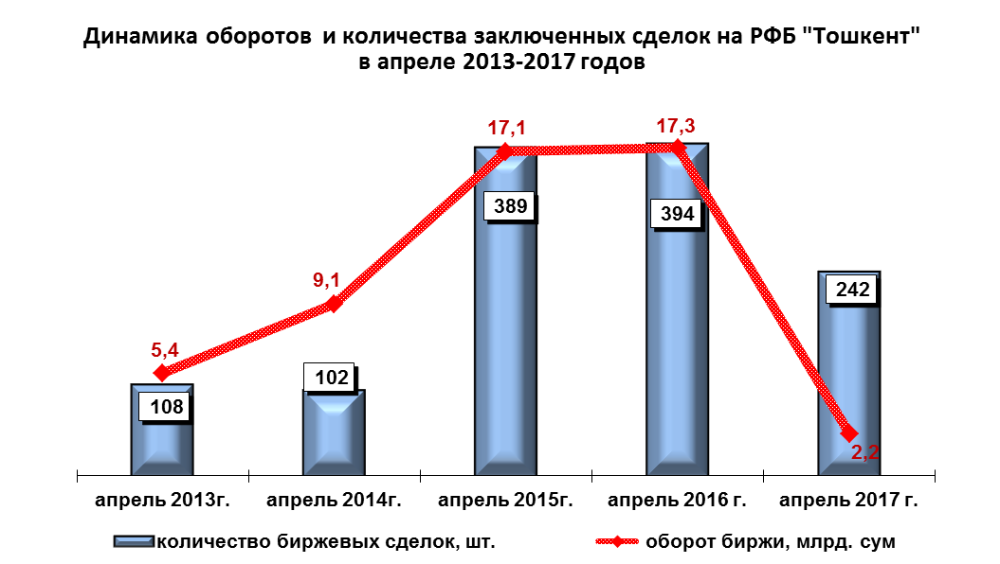 Динамика оборотов и количества заключенных сделок на РФБ "Тошкент"
в апреле 2013-2017 годов
17,1
17,3
389
394
9,1
242
5,4
102
108
2,2
апрель 2013г.
апрель 2014г.
апрель 2015г.
апрель 2016 г.
апрель 2017 г.
количество биржевых сделок, шт.
оборот биржи, млрд. сум